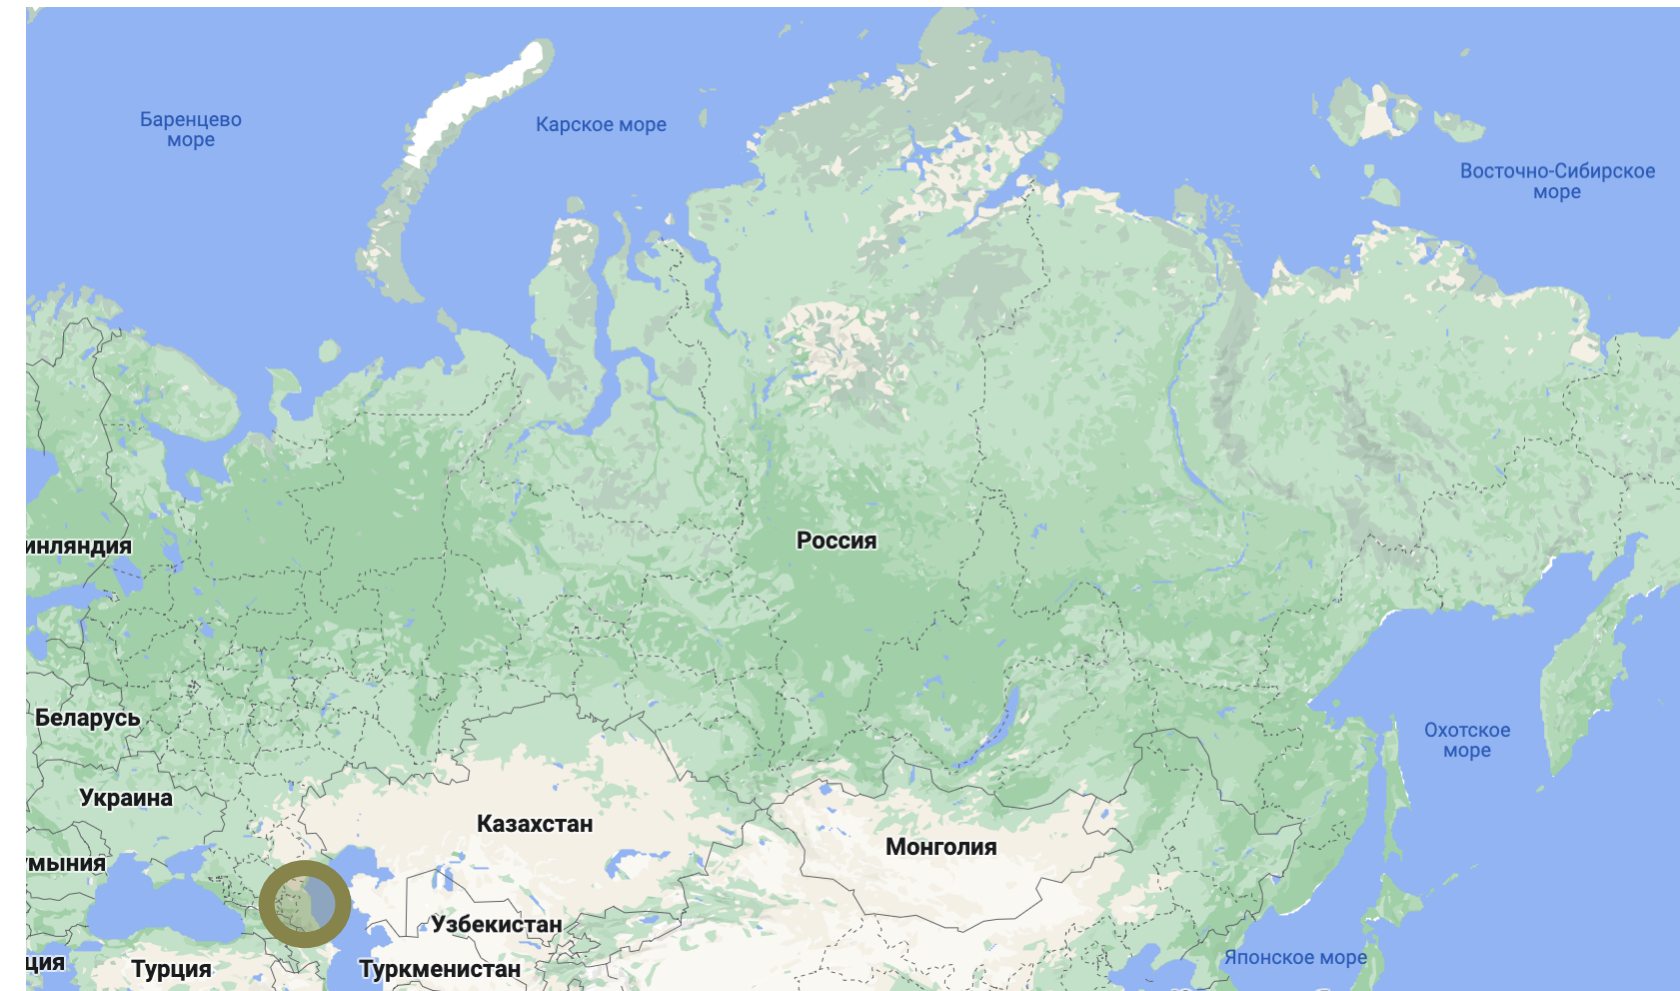 Баренцево
море
Карское море
Восточно-Сибирское
море
Россия
инляндия
Беларусь
Охотское
море
Украина
Казахстан
Монголия
умыния
Узбекистан
Японское море
ция
Турция
Туркменистан